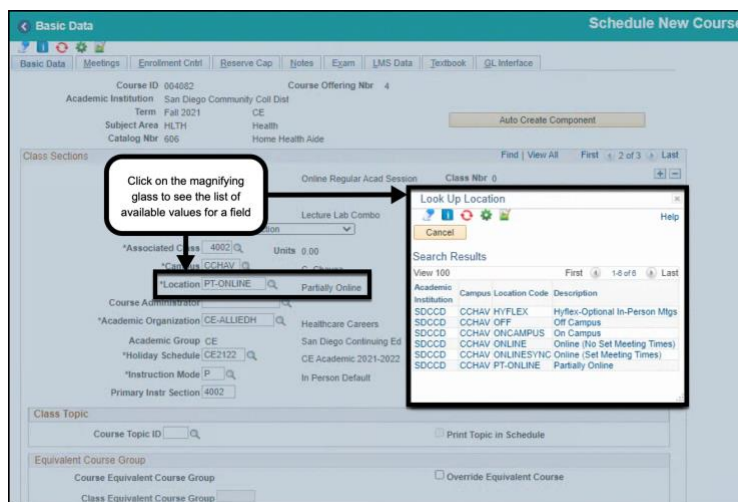 Basic Data
Schedule New Course
Basic Data Meetings Enrollment Cntrl Reserve Cap Notes Exam LMS Data Textbook GL Interface
Course ID 004082 Course Offering Nbr 4
Academic Institution San Diego Community Coll Dist
Term Fall 2021 CE
Subject Area HLTH Health
Auto Create Component
Catalog Nbr 606 Home Health Aide
Class Sections Find | View All First 2 of 3 Last
Online Regular Acad Session Class Nbr 0
Click on the magnifying
glass to see the list of
available values for a field
Lecture Lab Combo
*Associated Class 4002 Units 0.00
*Campus CCHAV
*Location PT-ONLINE Partially Online
Course Administrator
*Academic Organization CE-ALLIEDH Healthcare Careers
Academic Group CE San Diego Continuing Ed
*Holiday Schedule CE2122 CE Academic 2021-2022
*Instruction Mode P In Person Default
Primary Instr Section 4002
Look Up Location
Help
Cancel
Search Results
View 100 First 1-6 of 6 Last
Academic
Institution Campus Location Code Description
SDCCD CCHAV HYFLEX Hyflex-Optional In-Person Mtgs
SDCCD CCHAV OFF Off Campus
SDCCD CCHAV ONCAMPUS On Campus
SDCCD CCHAV ONLINE Online (No Set Meeting Times)
SDCCD CCHAV ONLINESYNC Online (Set Meeting Times)
SDCCD CCHAV PT-ONLINE Partially Online
Class Topic
Course Topic ID Print Topic in Schedule
Equivalent Course Group
Course Equivalent Course Group Override Equivalent Course
Class Equivalent Course Group